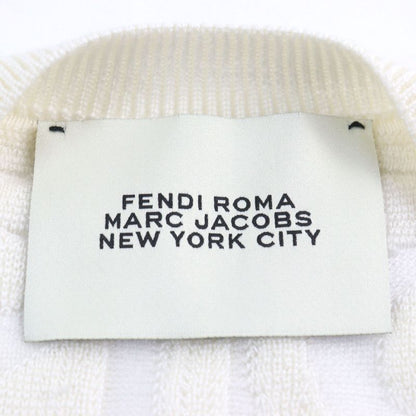 FENDI ROMA
MARC JACOBS
NEW YORK CITY